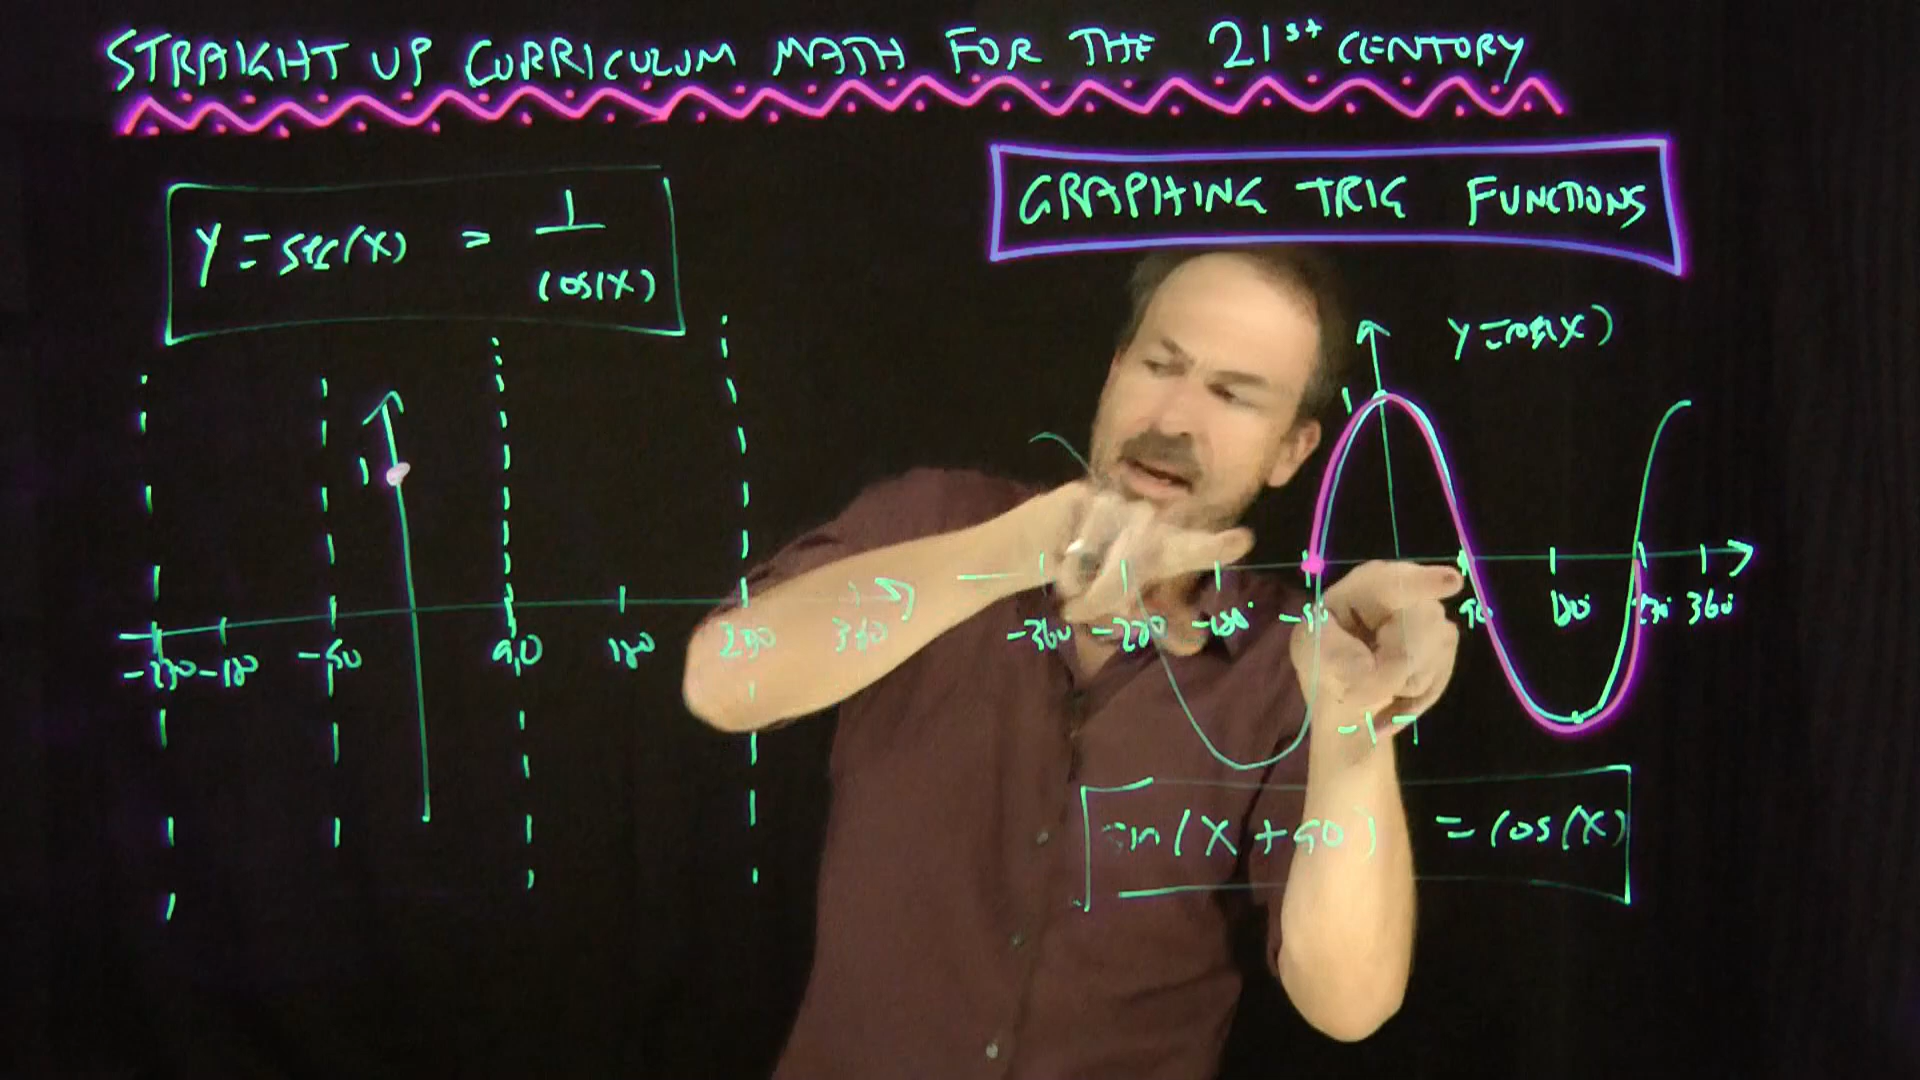 STRAIGHT UP CURRICULUM MATH FOR THE 21st CENTURY
GRAPHING TRIG FUNCTIONS
Y = sec(x) = 1
cos(x)
y = cos(x)
1
1
-270 -180 -90 90 180 270 360
-360 -270 -180 -90 90 180° 270° 360°
-1
(x + 90) = cos(x)